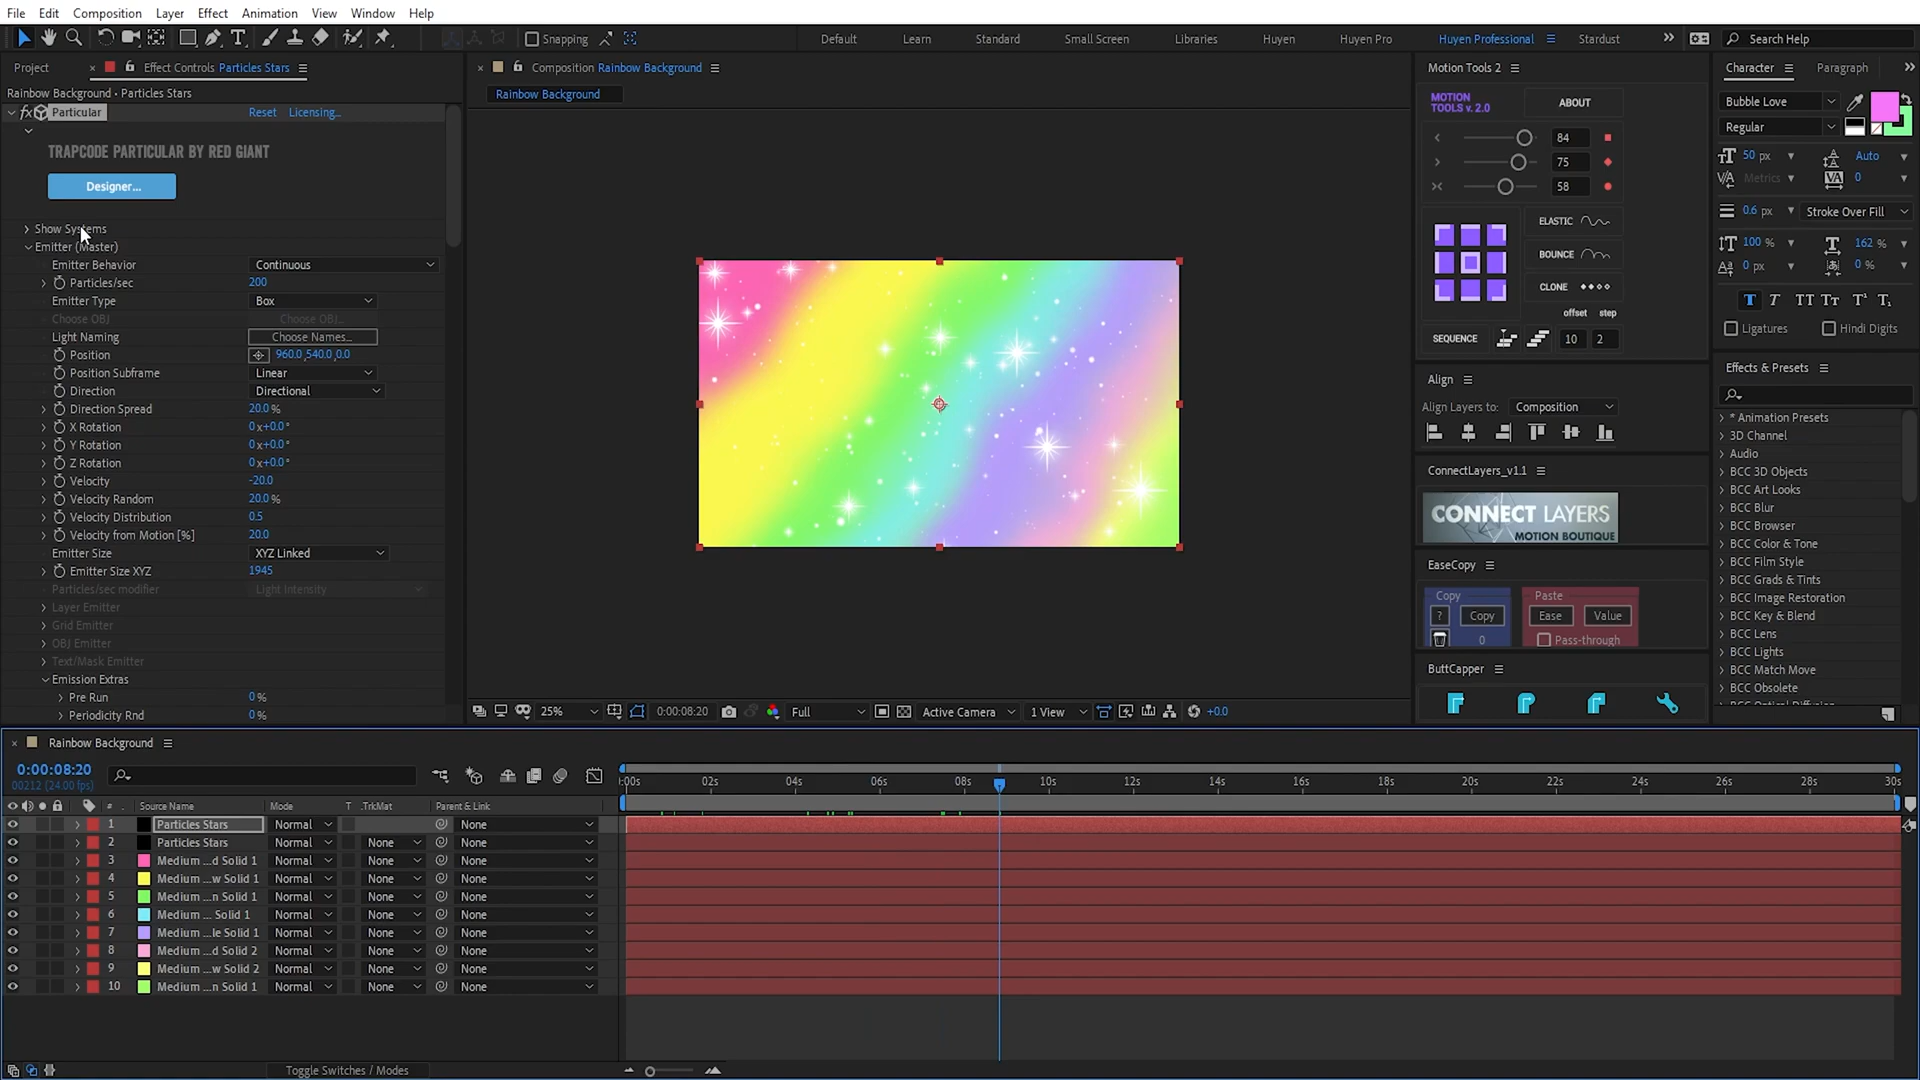 File Edit Composition Layer Effect Animation View Window Help
Snapping
Default Learn Standard Small Screen Libraries Huyen Huyen Pro Huyen Professional Stardust Search Help
Project Effect Controls Particles Stars
Rainbow Background • Particles Stars
fx Particular Reset Licensing...
TRAPCODE PARTICULAR BY RED GIANT
Designer...
Show Systems
Emitter (Master)
Emitter Behavior Continuous
Particles/sec 200
Emitter Type Box
Choose OBJ Choose OBJ...
Light Naming Choose Names...
Position 960.0,540.0,0.0
Position Subframe Linear
Direction Directional
Direction Spread 20.0 %
X Rotation 0x+0.0°
Y Rotation 0x+0.0°
Z Rotation 0x+0.0°
Velocity -20.0
Velocity Random 20.0 %
Velocity Distribution 0.5
Velocity from Motion [%] 20.0
Emitter Size XYZ Linked
Emitter Size XYZ 1945
Particles/sec modifier Light Intensity
Layer Emitter
Grid Emitter
OBJ Emitter
Text/Mask Emitter
Emission Extras
Pre Run 0 %
Periodicity Rnd 0 %
Composition Rainbow Background
Rainbow Background
25% 0:00:08:20 Full Active Camera 1 View +0.0
Motion Tools 2
MOTION TOOLS v. 2.0 ABOUT
84
75
58
ELASTIC
BOUNCE
CLONE
offset step
SEQUENCE 10 2
Align
Align Layers to: Composition
ConnectLayers_v1.1
CONNECT LAYERS
MOTION BOUTIQUE
EaseCopy
Copy Paste
? Copy Ease Value
0 Pass-through
ButtCapper
Character Paragraph
Bubble Love
Regular
50 px Auto
Metrics 0
0.6 px Stroke Over Fill
100 % 162 %
0 px 0 %
T T TT Tr T¹ T₁
Ligatures Hindi Digits
Effects & Presets
* Animation Presets
3D Channel
Audio
BCC 3D Objects
BCC Art Looks
BCC Blur
BCC Browser
BCC Color & Tone
BCC Film Style
BCC Grads & Tints
BCC Image Restoration
BCC Key & Blend
BCC Lens
BCC Lights
BCC Match Move
BCC Obsolete
Rainbow Background
0:00:08:20
00212 (24.00 fps)
:00s 02s 04s 06s 08s 10s 12s 14s 16s 18s 20s 22s 24s 26s 28s 30s
# Source Name Mode T .TrkMat Parent & Link
1 Particles Stars Normal None
2 Particles Stars Normal None None
3 Medium ...d Solid 1 Normal None None
4 Medium ...w Solid 1 Normal None None
5 Medium ...n Solid 1 Normal None None
6 Medium ... Solid 1 Normal None None
7 Medium ...le Solid 1 Normal None None
8 Medium ...d Solid 2 Normal None None
9 Medium ...w Solid 2 Normal None None
10 Medium ...n Solid 1 Normal None None
Toggle Switches / Modes